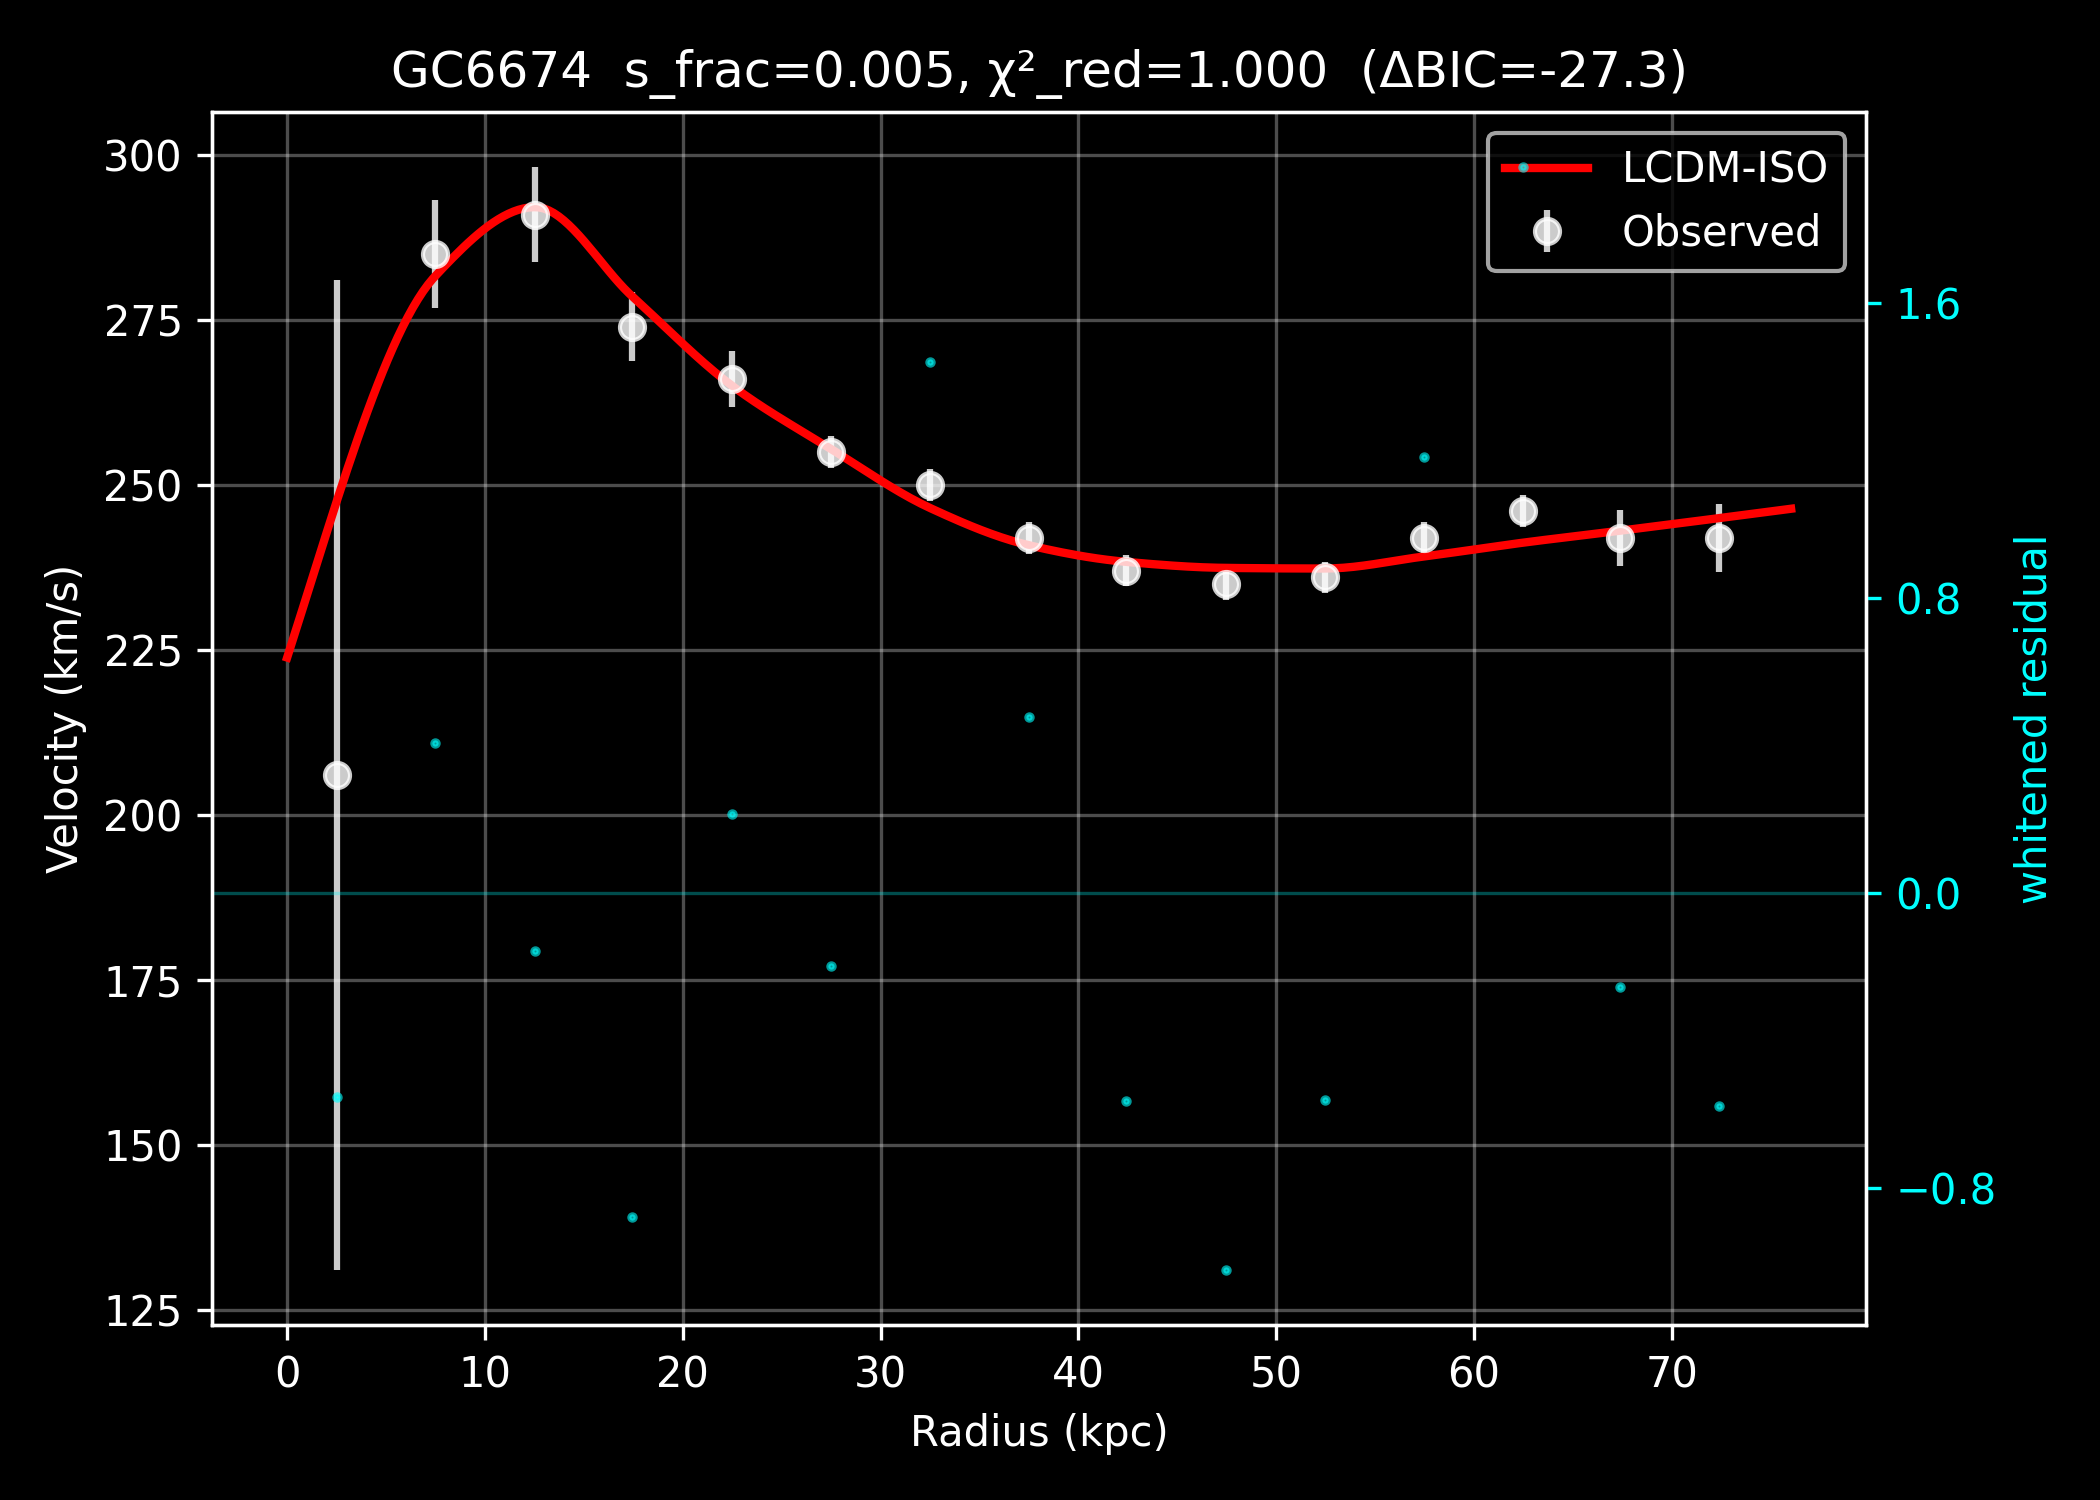 GC6674  s_frac=0.005, χ²_red=1.000  (ΔBIC=-27.3)
LCDM-ISO
Observed
Velocity (km/s)
300
275
250
225
200
175
150
125
1.6
0.8
0.0
−0.8
whitened residual
0 10 20 30 40 50 60 70
Radius (kpc)